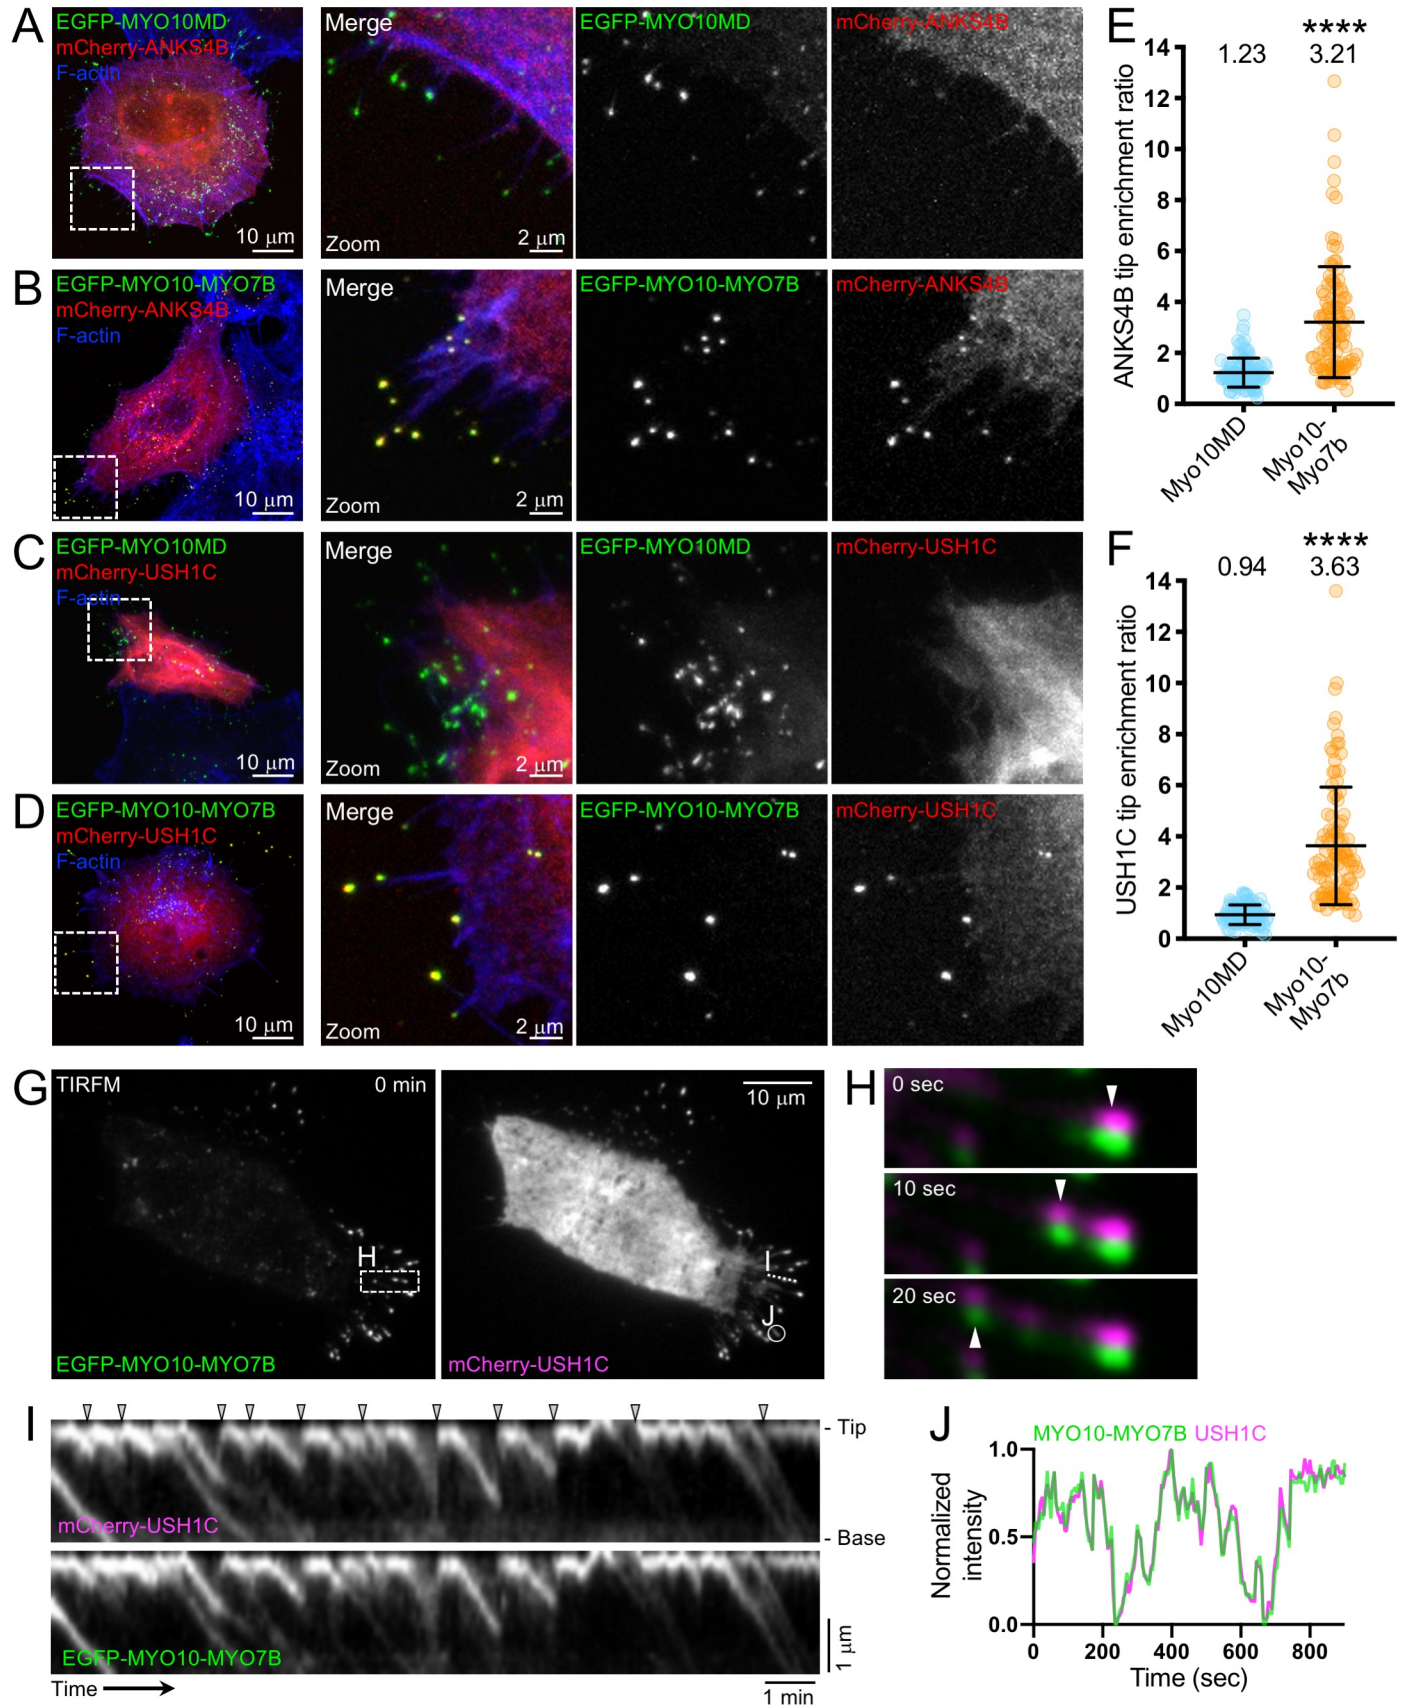 A
EGFP-MYO10MD
mCherry-ANKS4B
F-actin
10 μm
Merge
Zoom
2 μm
EGFP-MYO10MD
mCherry-ANKS4B
B
EGFP-MYO10-MYO7B
mCherry-ANKS4B
F-actin
10 μm
Merge
Zoom
2 μm
EGFP-MYO10-MYO7B
mCherry-ANKS4B
C
EGFP-MYO10MD
mCherry-USH1C
F-actin
10 μm
Merge
Zoom
2 μm
EGFP-MYO10MD
mCherry-USH1C
D
EGFP-MYO10-MYO7B
mCherry-USH1C
F-actin
10 μm
Merge
Zoom
2 μm
EGFP-MYO10-MYO7B
mCherry-USH1C
E
****
1.23 3.21
ANKS4B tip enrichment ratio
14
12
10
8
6
4
2
0
Myo10MD
Myo10-
Myo7b
F
****
0.94 3.63
USH1C tip enrichment ratio
14
12
10
8
6
4
2
0
Myo10MD
Myo10-
Myo7b
G
TIRFM 0 min
H
EGFP-MYO10-MYO7B
10 μm
I
J
mCherry-USH1C
H
0 sec
10 sec
20 sec
I
- Tip
mCherry-USH1C
- Base
EGFP-MYO10-MYO7B
1 μm
Time
1 min
J
MYO10-MYO7B USH1C
Normalized
intensity
1.0
0.5
0.0
0 200 400 600 800
Time (sec)